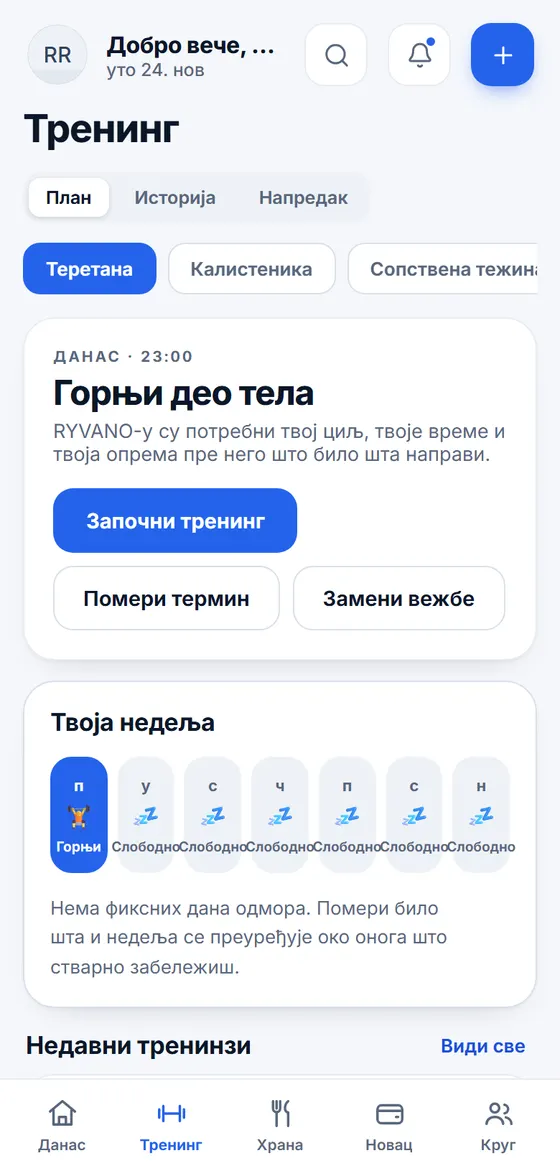 RR
Добро вече, ...
уто 24. нов
Тренинг
План Историја Напредак
Теретана Калистеника Сопствена тежина
ДАНАС · 23:00
Горњи део тела
RYVANO-у су потребни твој циљ, твоје време и
твоја опрема пре него што било шта направи.
Започни тренинг
Помери термин Замени вежбе
Твоја недеља
п у с ч п с н
Горњи Слободно Слободно Слободно Слободно Слободно Слободно
Нема фиксних дана одмора. Помери било
шта и недеља се преуређује око онога што
стварно забележиш.
Недавни тренинзи Види све
Данас Тренинг Храна Новац Круг